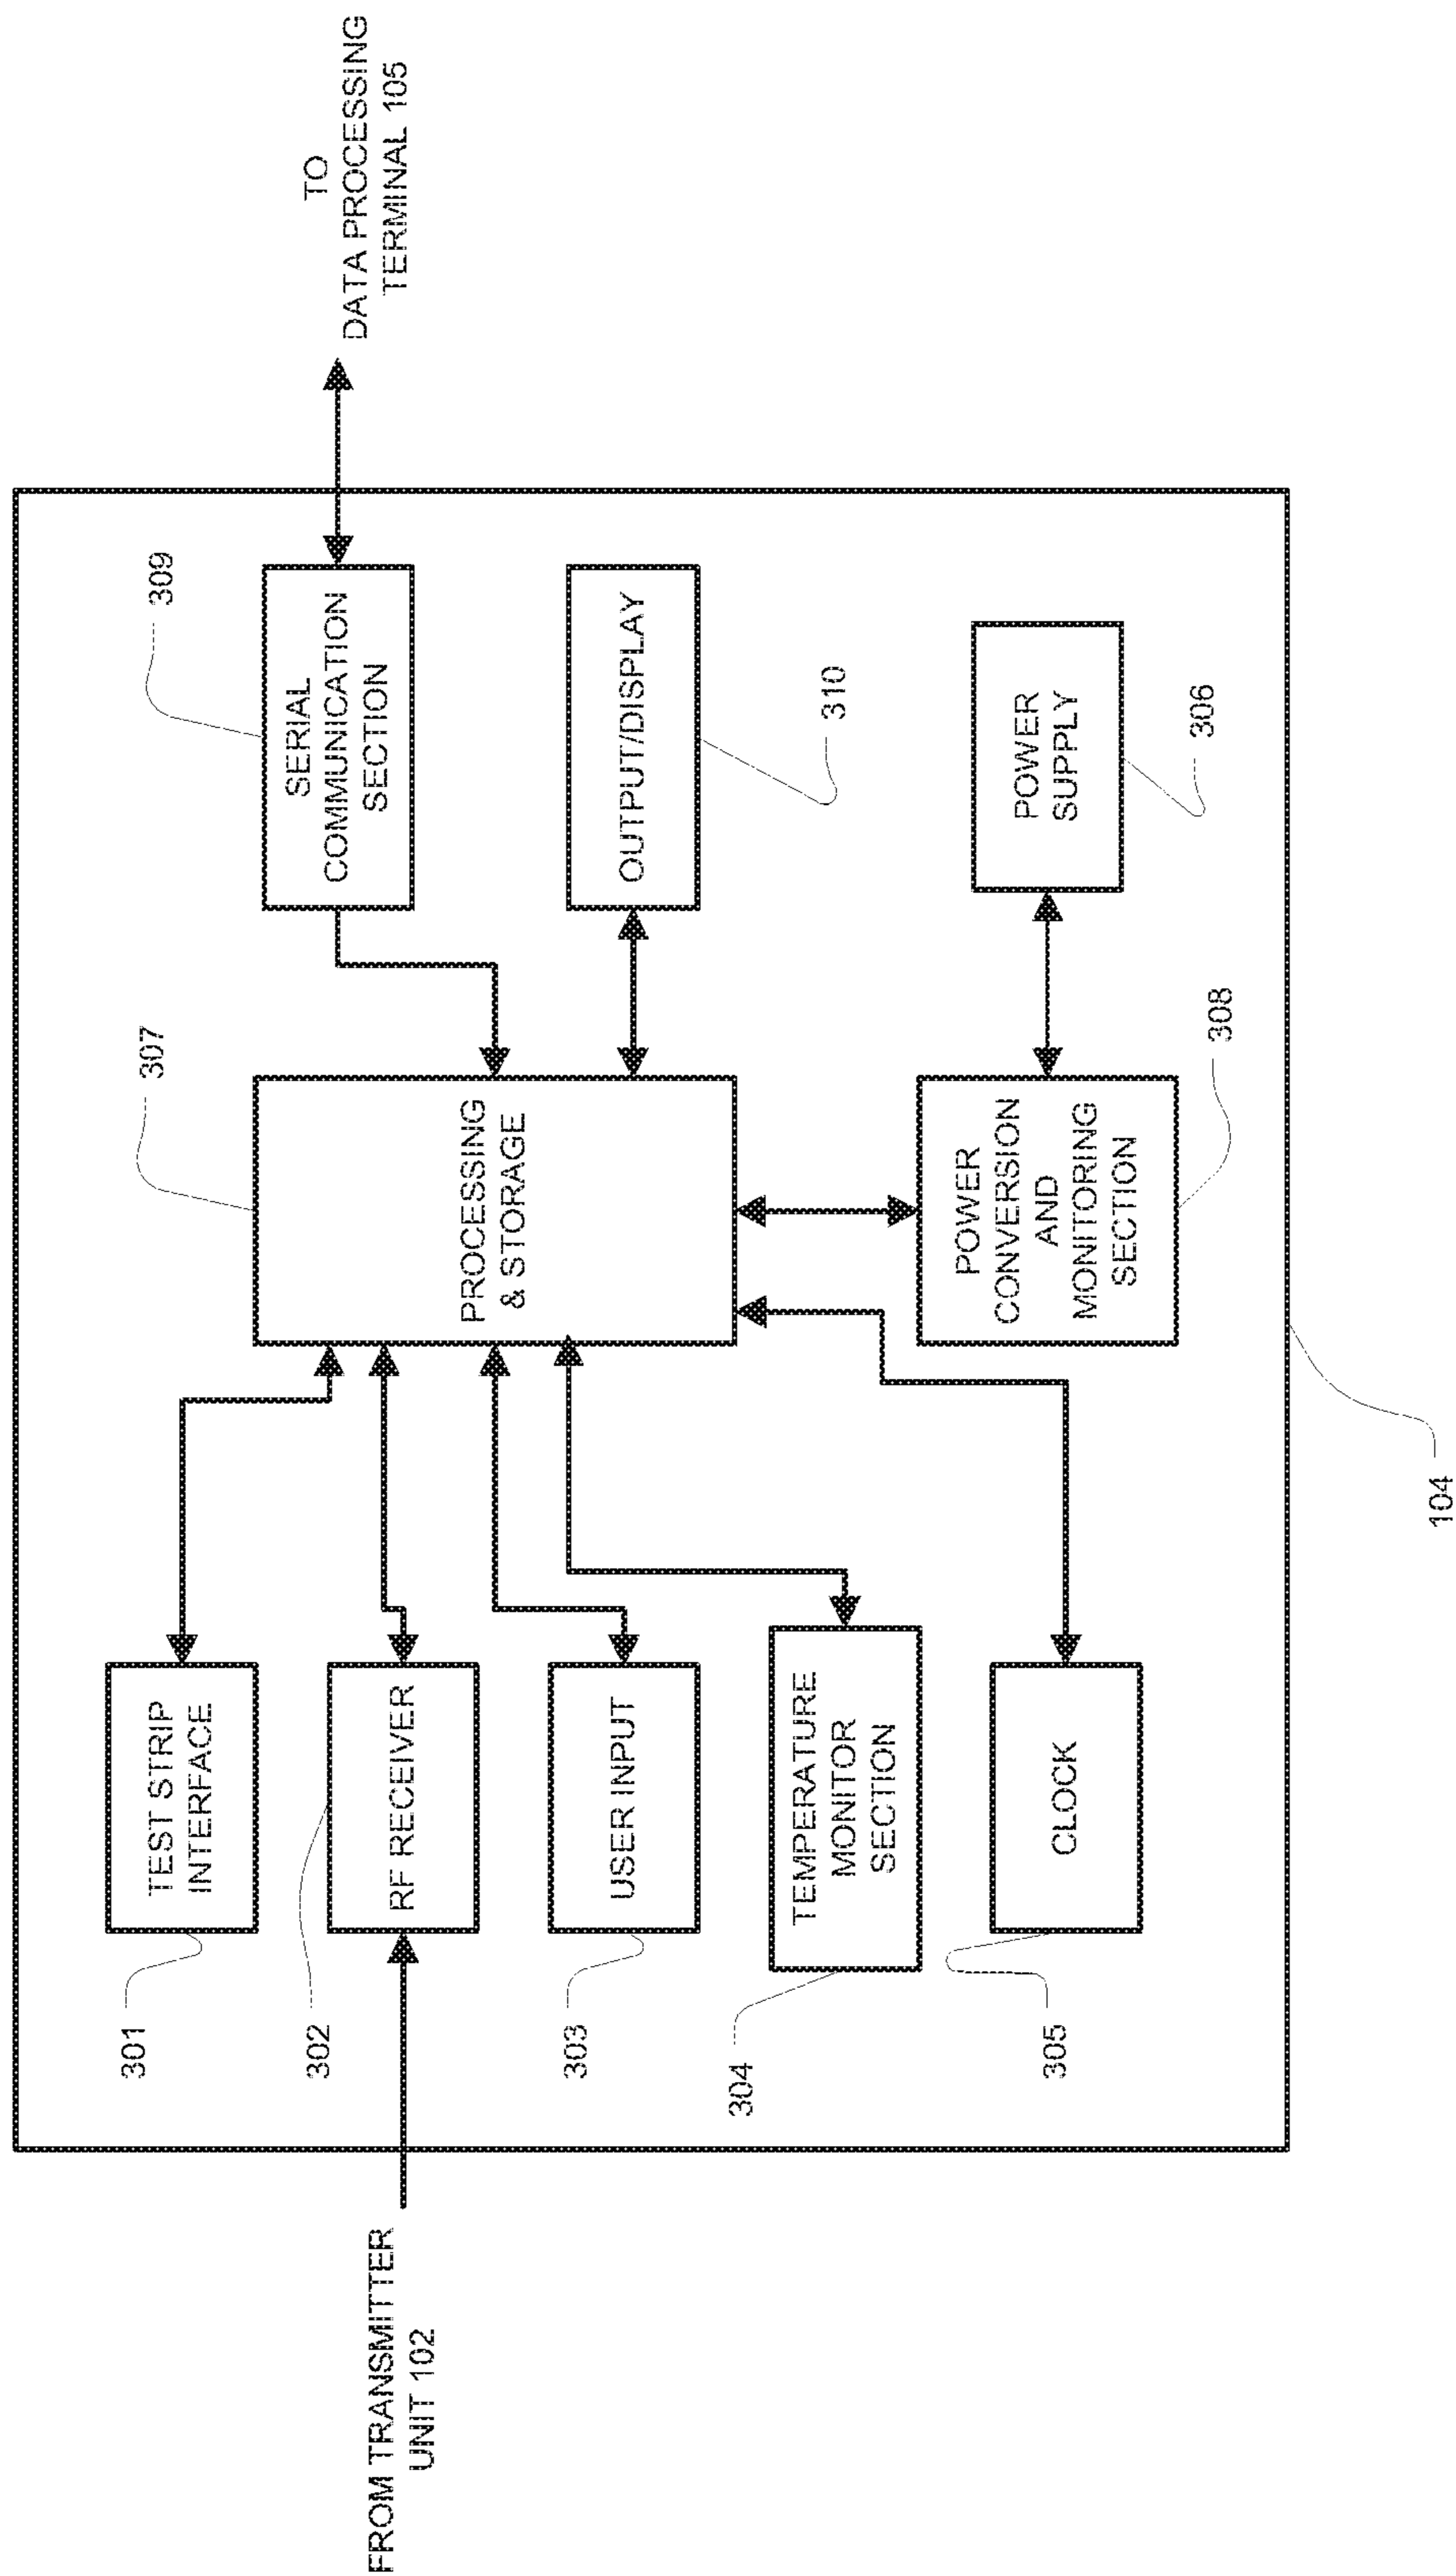 FROM TRANSMITTER
UNIT 102
301
TEST STRIP
INTERFACE
302
RF RECEIVER
303
USER INPUT
304
TEMPERATURE
MONITOR
SECTION
305
CLOCK
307
PROCESSING
& STORAGE
POWER
CONVERSION
AND
MONITORING
SECTION
308
309
SERIAL
COMMUNICATION
SECTION
OUTPUT/DISPLAY
310
POWER
SUPPLY
306
TO
DATA PROCESSING
TERMINAL 105
104